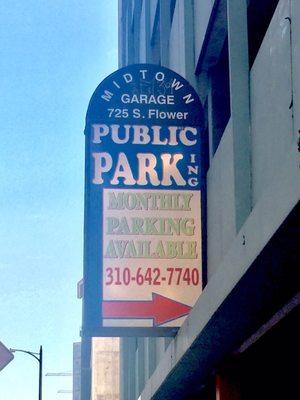 MIDTOWN
GARAGE
725 S. Flower
PUBLIC
PARKING
MONTHLY
PARKING
AVAILABLE
310-642-7740